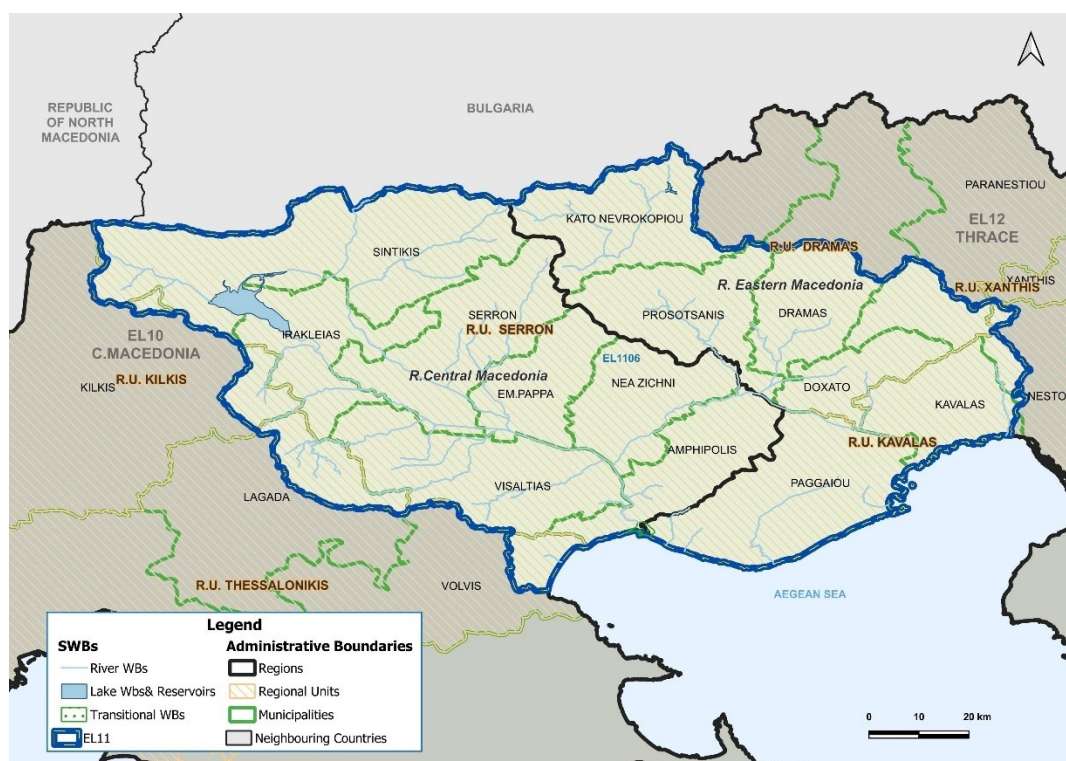 REPUBLIC
OF NORTH
MACEDONIA
BULGARIA
PARANESTIOU
KATO NEVROKOPIOU
EL12
THRACE
SINTIKIS
R.U. DRAMAS
XANTHIS
R.U. XANTHIS
R. Eastern Macedonia
SERRON
PROSOTSANIS
DRAMAS
R.U. SERRON
IRAKLEIAS
EL10
C.MACEDONIA
EL1106
R.Central Macedonia
KILKIS
R.U. KILKIS
NEA ZICHNI
DOXATO
EM.PAPPA
KAVALAS
NESTO
R.U. KAVALAS
AMPHIPOLIS
VISALTIAS
PAGGAIOU
LAGADA
R.U. THESSALONIKIS
VOLVIS
AEGEAN SEA
Legend
SWBs
River WBs
Lake Wbs& Reservoirs
Transitional WBs
EL11
Administrative Boundaries
Regions
Regional Units
Municipalities
Neighbouring Countries
0 10 20 km